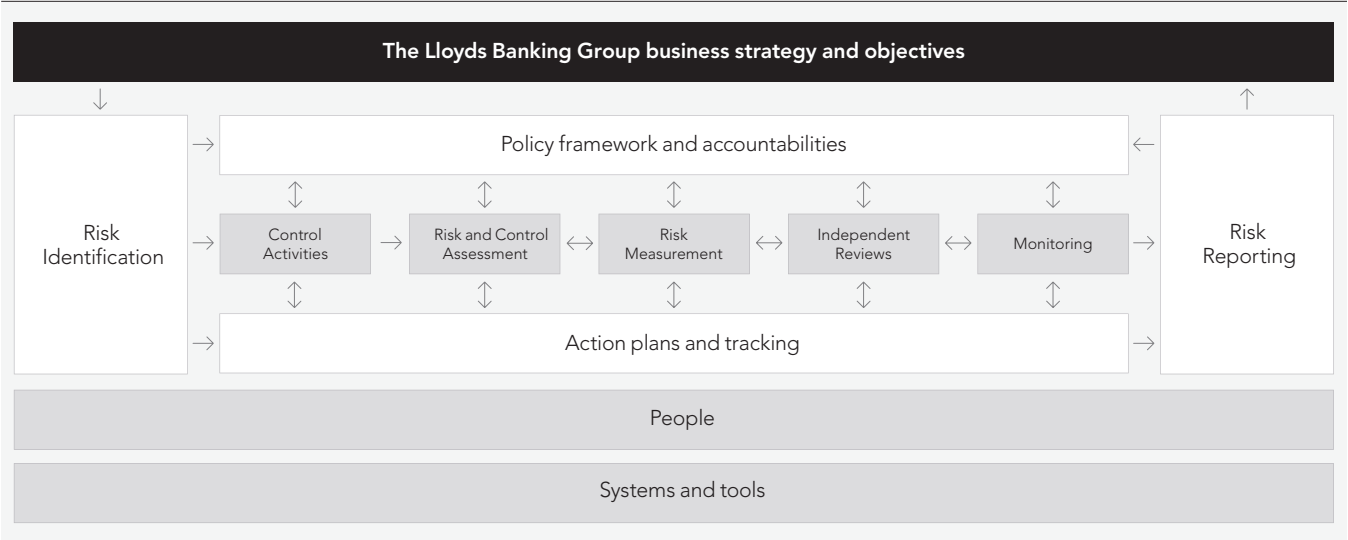 The Lloyds Banking Group business strategy and objectives
Policy framework and accountabilities
Risk
Identification
Control
Activities
Risk and Control
Assessment
Risk
Measurement
Independent
Reviews
Monitoring
Risk
Reporting
Action plans and tracking
People
Systems and tools